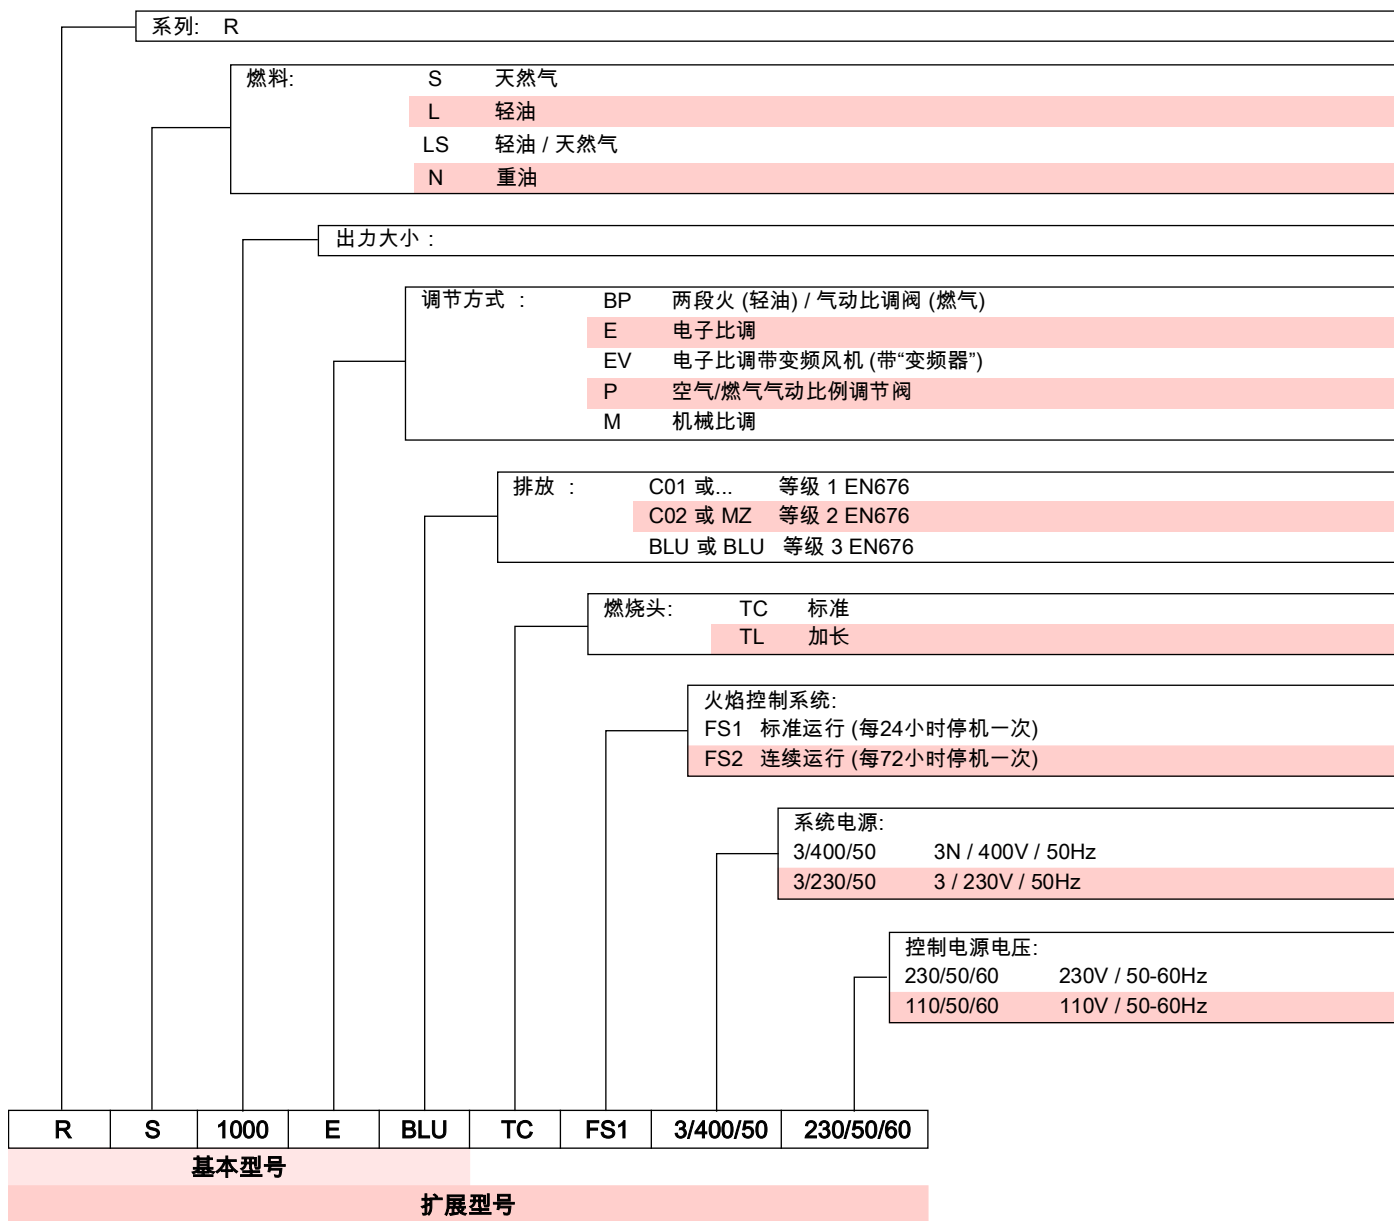 系列: R
燃料: S 天然气
L 轻油
LS 轻油 / 天然气
N 重油
出力大小 :
调节方式 : BP 两段火 (轻油) / 气动比调阀 (燃气)
E 电子比调
EV 电子比调带变频风机 (带“变频器”)
P 空气/燃气气动比例调节阀
M 机械比调
排放 : C01 或... 等级 1 EN676
C02 或 MZ 等级 2 EN676
BLU 或 BLU 等级 3 EN676
燃烧头: TC 标准
TL 加长
火焰控制系统:
FS1 标准运行 (每24小时停机一次)
FS2 连续运行 (每72小时停机一次)
系统电源:
3/400/50 3N / 400V / 50Hz
3/230/50 3 / 230V / 50Hz
控制电源电压:
230/50/60 230V / 50-60Hz
110/50/60 110V / 50-60Hz
R S 1000 E BLU TC FS1 3/400/50 230/50/60
基本型号
扩展型号